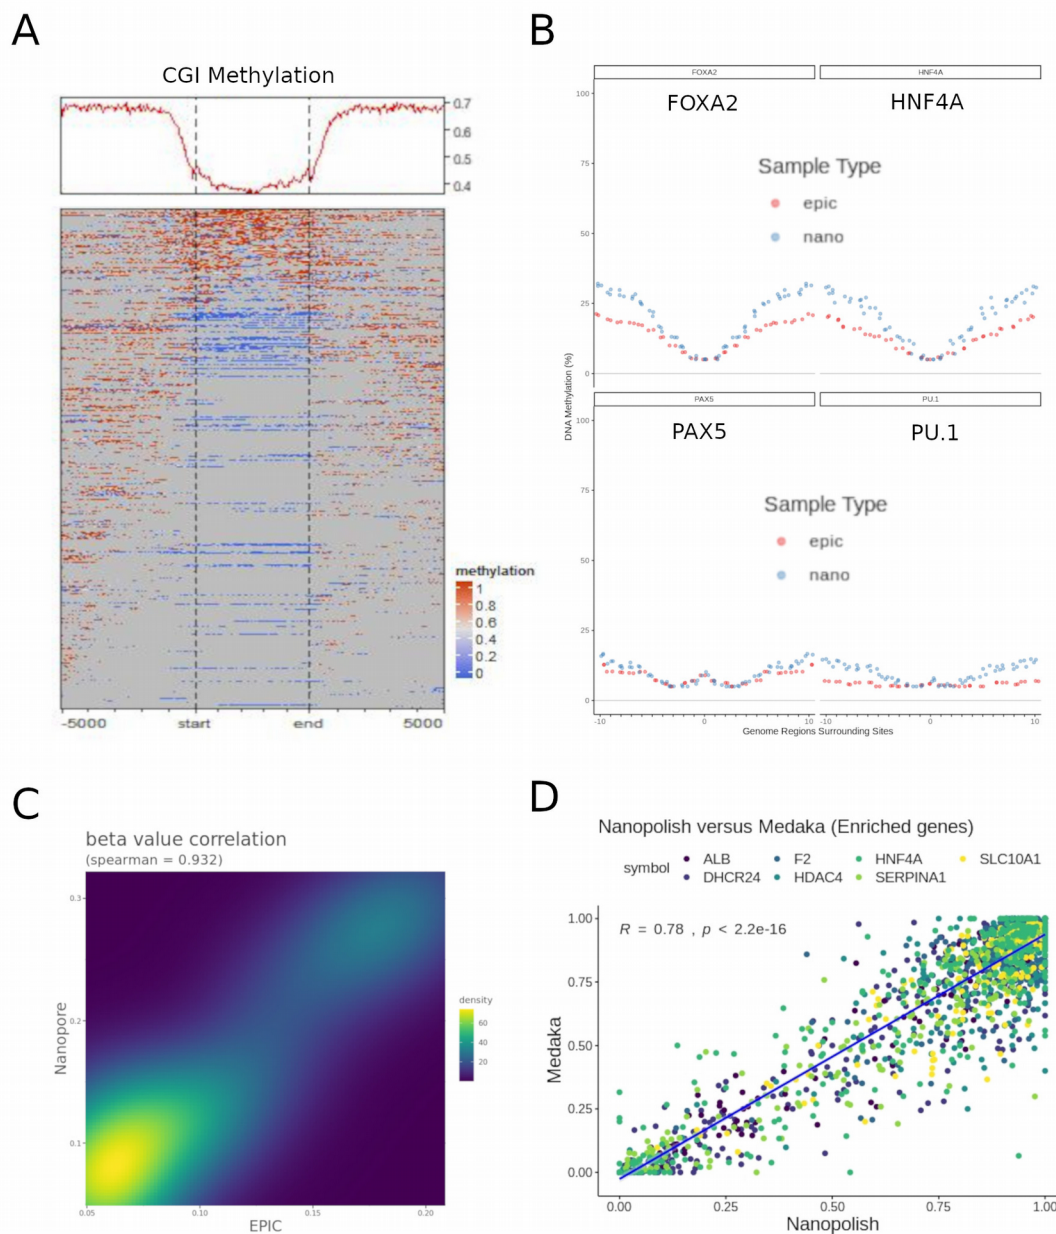 A
CGI Methylation
0.7
0.6
0.5
0.4
methylation
1
0.8
0.6
0.4
0.2
0
-5000 start end 5000
B
FOXA2 HNF4A
FOXA2 HNF4A
Sample Type
epic
nano
100
75
50
25
0
DNA Methylation (%)
PAX5 PU.1
PAX5 PU.1
Sample Type
epic
nano
100
75
50
25
0
-10 0 10 -10 0 10
Genome Regions Surrounding Sites
C
beta value correlation
(spearman = 0.932)
Nanopore
0.3
0.2
0.1
0.05 0.10 0.15 0.20
EPIC
density
60
40
20
D
Nanopolish versus Medaka (Enriched genes)
symbol
ALB F2 HNF4A SLC10A1
DHCR24 HDAC4 SERPINA1
R = 0.78 , p < 2.2e-16
Medaka
1.00
0.75
0.50
0.25
0.00
0.00 0.25 0.50 0.75 1.00
Nanopolish